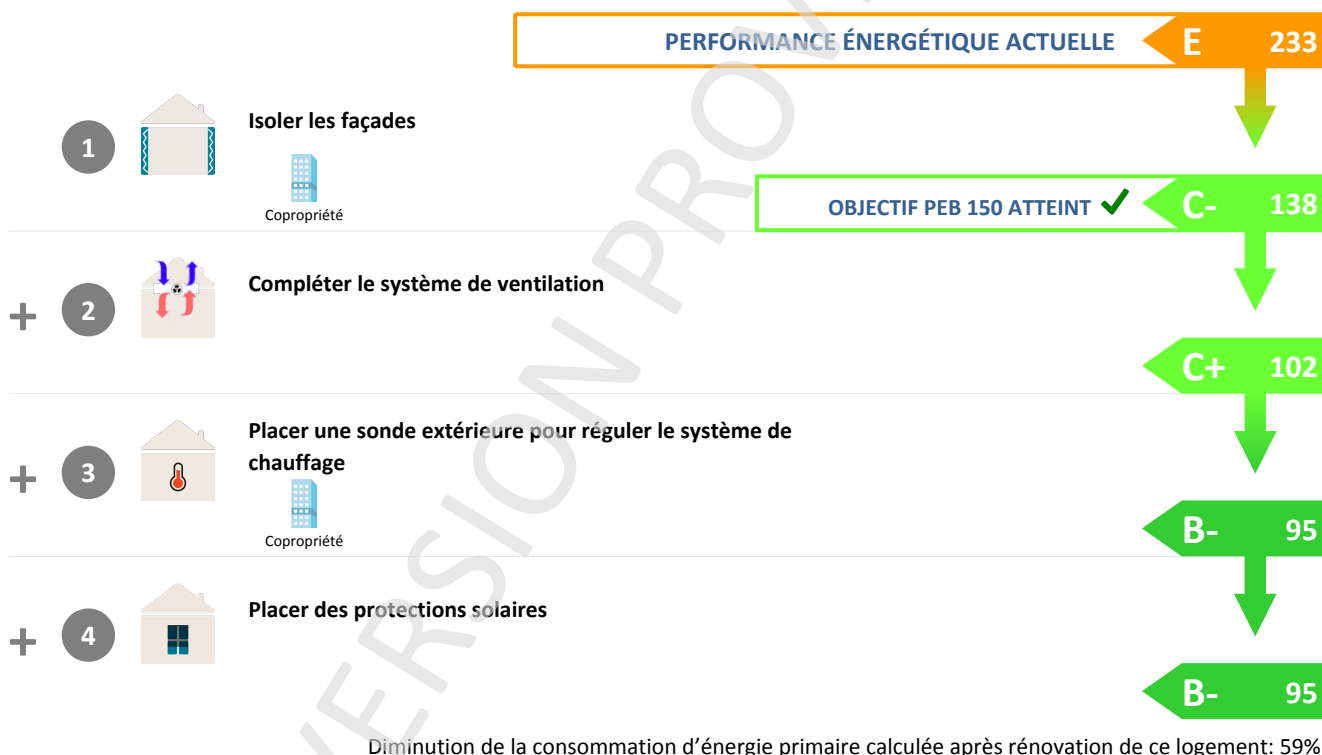 PERFORMANCE ÉNERGÉTIQUE ACTUELLE E 233
1 Isoler les façades
Copropriété
OBJECTIF PEB 150 ATTEINT C- 138
+ 2 Compléter le système de ventilation
C+ 102
+ 3 Placer une sonde extérieure pour réguler le système de
chauffage
Copropriété
B- 95
+ 4 Placer des protections solaires
B- 95
Diminution de la consommation d'énergie primaire calculée après rénovation de ce logement: 59%
VERSION PROV